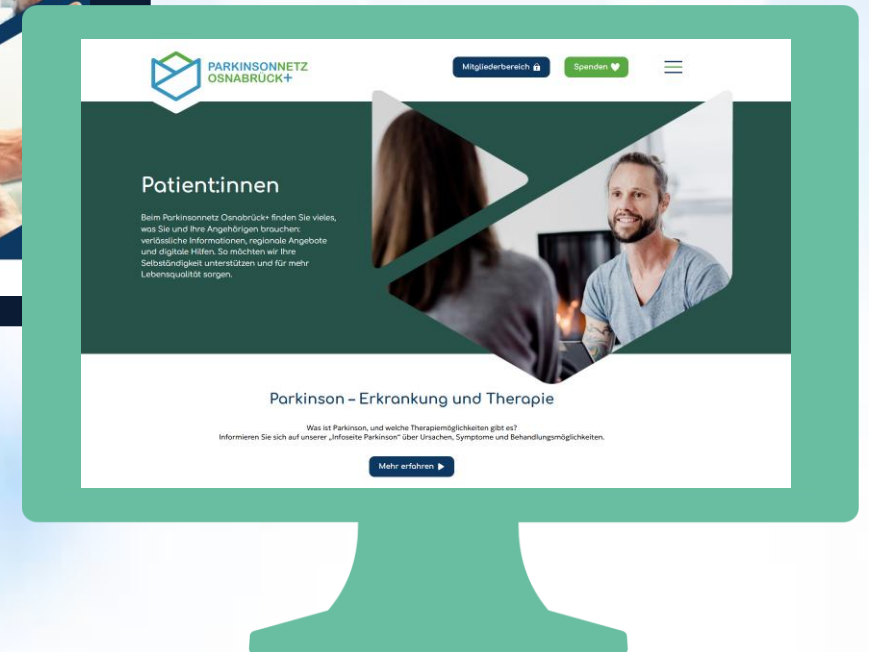 PARKINSONNETZ
OSNABRÜCK+
Mitgliederbereich
Spenden
Patient:innen
Beim Parkinsonnetz Osnabrück+ finden Sie vieles,
was Sie und Ihre Angehörigen brauchen:
verlässliche Informationen, regionale Angebote
und digitale Hilfen. So möchten wir Ihre
Selbständigkeit unterstützen und für mehr
Lebensqualität sorgen.
Parkinson – Erkrankung und Therapie
Was ist Parkinson, und welche Therapiemöglichkeiten gibt es?
Informieren Sie sich auf unserer „Infoseite Parkinson“ über Ursachen, Symptome und Behandlungsmöglichkeiten.
Mehr erfahren